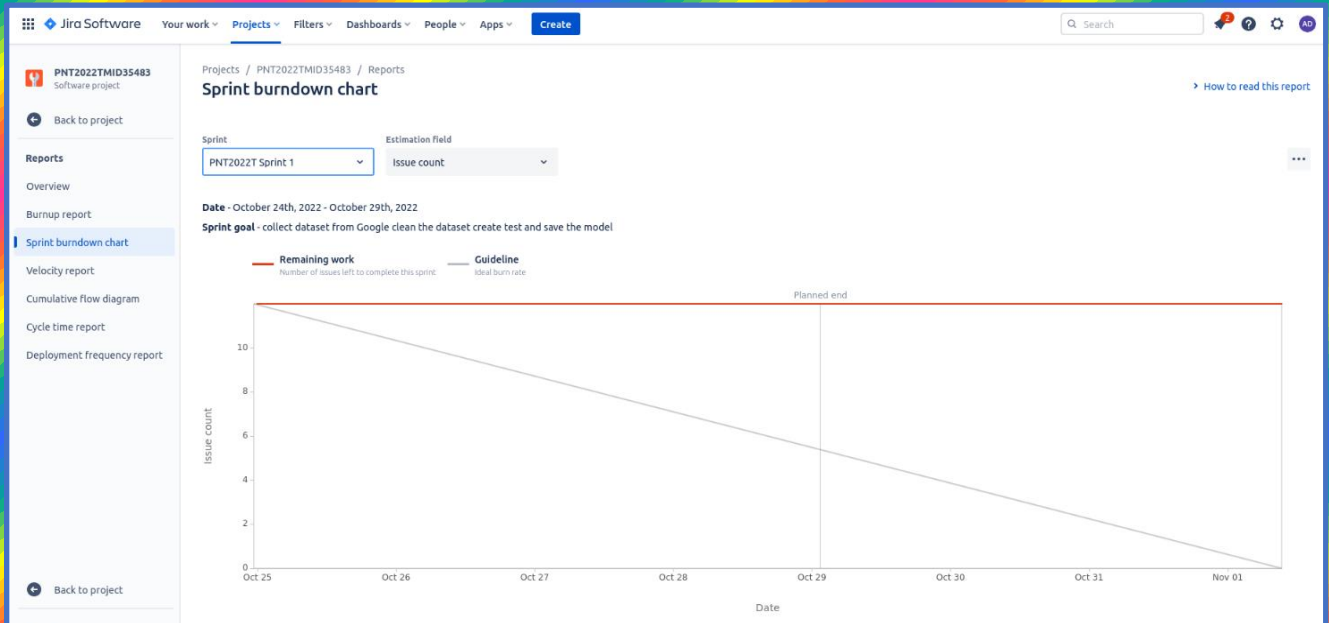 Jira Software Your work Projects Filters Dashboards People Apps Create Search 2 AD
PNT2022TMID35483
Software project
Back to project
Reports
Overview
Burnup report
Sprint burndown chart
Velocity report
Cumulative flow diagram
Cycle time report
Deployment frequency report
Back to project
Projects / PNT2022TMID35483 / Reports
Sprint burndown chart
How to read this report
Sprint Estimation field
PNT2022T Sprint 1 Issue count
Date - October 24th, 2022 - October 29th, 2022
Sprint goal - collect dataset from Google clean the dataset create test and save the model
Remaining work Guideline
Number of issues left to complete this sprint Ideal burn rate
Planned end
10
8
6
4
2
0
Issue count
Oct 25 Oct 26 Oct 27 Oct 28 Oct 29 Oct 30 Oct 31 Nov 01
Date